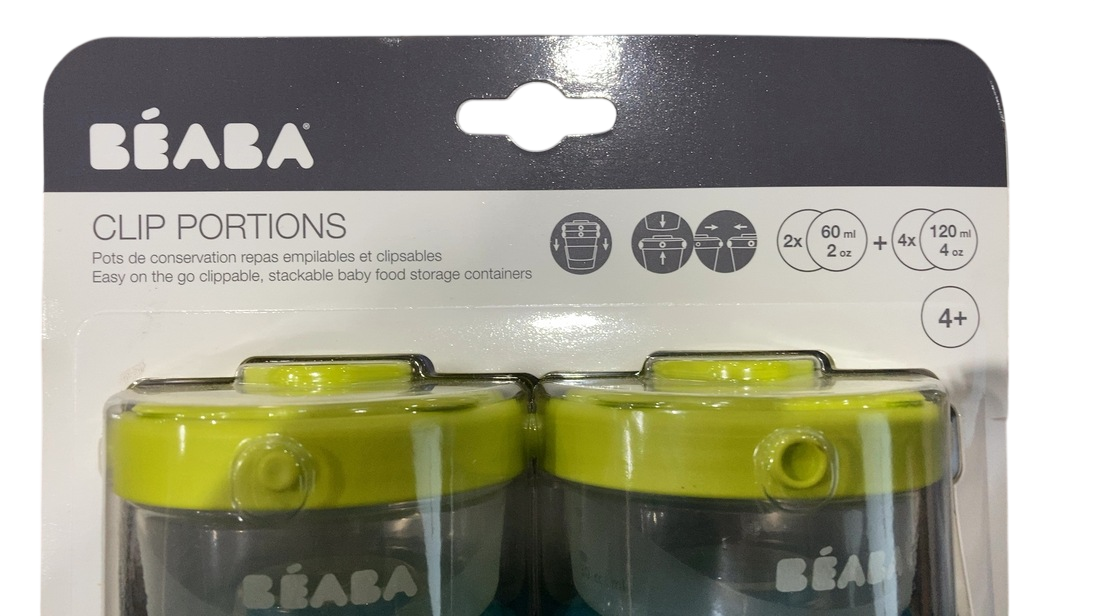 BÉABA®
CLIP PORTIONS
Pots de conservation repas empilables et clipsables
Easy on the go clippable, stackable baby food storage containers
2x 60 ml 2 oz + 4x 120 ml 4 oz
4+
BÉABA
BÉABA